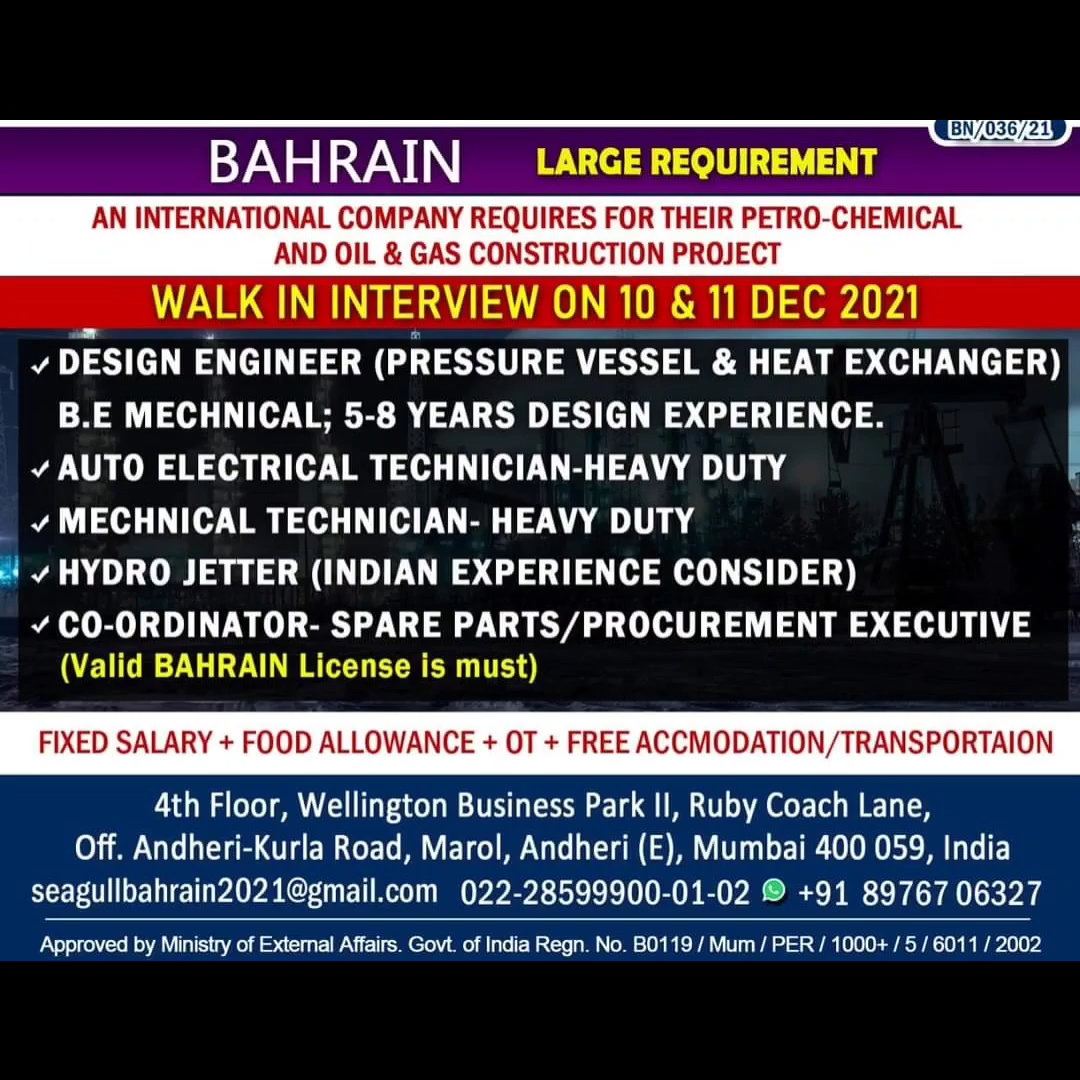 BN/036/21
BAHRAIN LARGE REQUIREMENT
AN INTERNATIONAL COMPANY REQUIRES FOR THEIR PETRO-CHEMICAL
AND OIL & GAS CONSTRUCTION PROJECT
WALK IN INTERVIEW ON 10 & 11 DEC 2021
✓ DESIGN ENGINEER (PRESSURE VESSEL & HEAT EXCHANGER)
B.E MECHNICAL; 5-8 YEARS DESIGN EXPERIENCE.
✓ AUTO ELECTRICAL TECHNICIAN-HEAVY DUTY
✓ MECHNICAL TECHNICIAN- HEAVY DUTY
✓ HYDRO JETTER (INDIAN EXPERIENCE CONSIDER)
✓ CO-ORDINATOR- SPARE PARTS/PROCUREMENT EXECUTIVE
(Valid BAHRAIN License is must)
FIXED SALARY + FOOD ALLOWANCE + OT + FREE ACCMODATION/TRANSPORTAION
4th Floor, Wellington Business Park II, Ruby Coach Lane,
Off. Andheri-Kurla Road, Marol, Andheri (E), Mumbai 400 059, India
seagullbahrain2021@gmail.com 022-28599900-01-02 +91 89767 06327
Approved by Ministry of External Affairs. Govt. of India Regn. No. B0119 / Mum / PER / 1000+ / 5 / 6011 / 2002